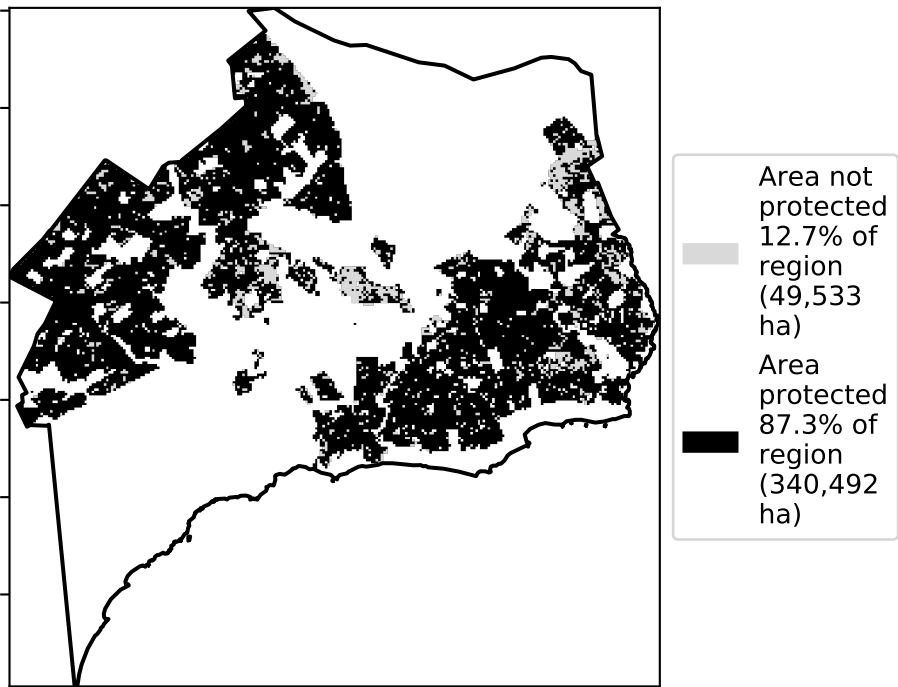 Area not
protected
12.7% of
region
(49,533
ha)
Area
protected
87.3% of
region
(340,492
ha)